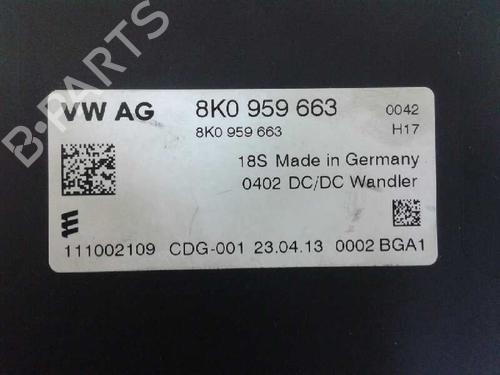 B-PARTS
VW AG 8K0 959 663 0042
8K0 959 663 H17
18S Made in Germany
0402 DC/DC Wandler
111002109 CDG-001 23.04.13 0002 BGA1